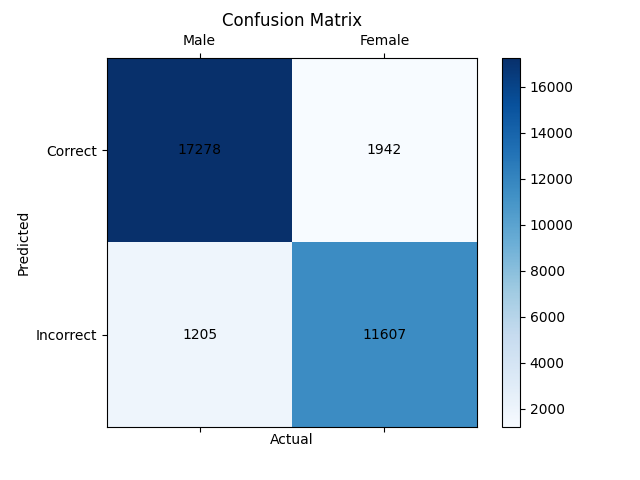 Confusion Matrix
Male Female
16000
14000
Correct 17278 1942
12000
10000
Predicted
8000
6000
Incorrect 1205 11607
4000
2000
Actual